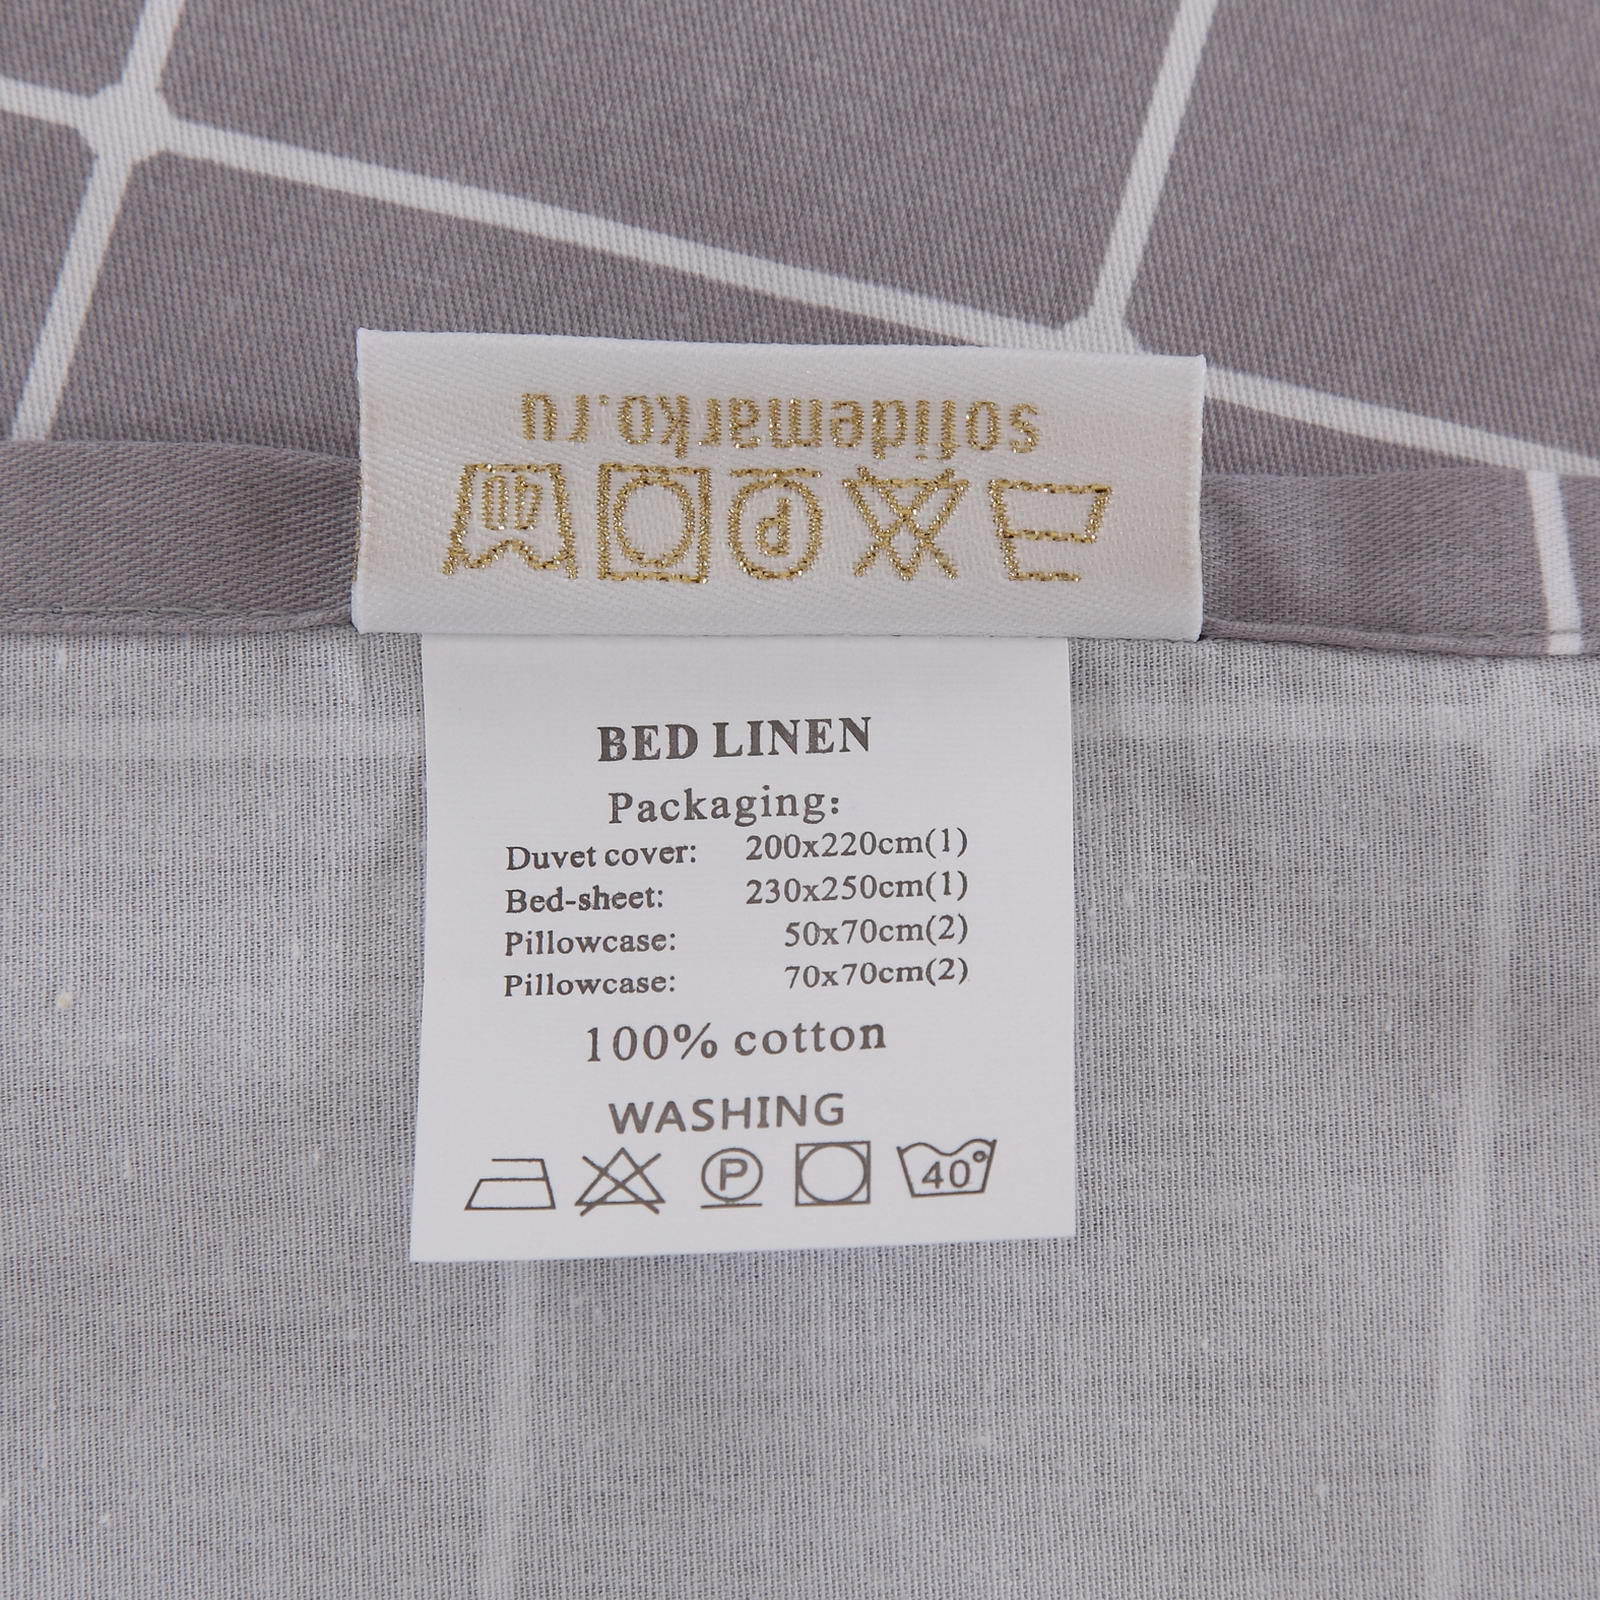 sofidemarko.ru
40
P
BED LINEN
Packaging:
Duvet cover: 200x220cm(1)
Bed-sheet: 230x250cm(1)
Pillowcase: 50x70cm(2)
Pillowcase: 70x70cm(2)
100% cotton
WASHING
P 40°